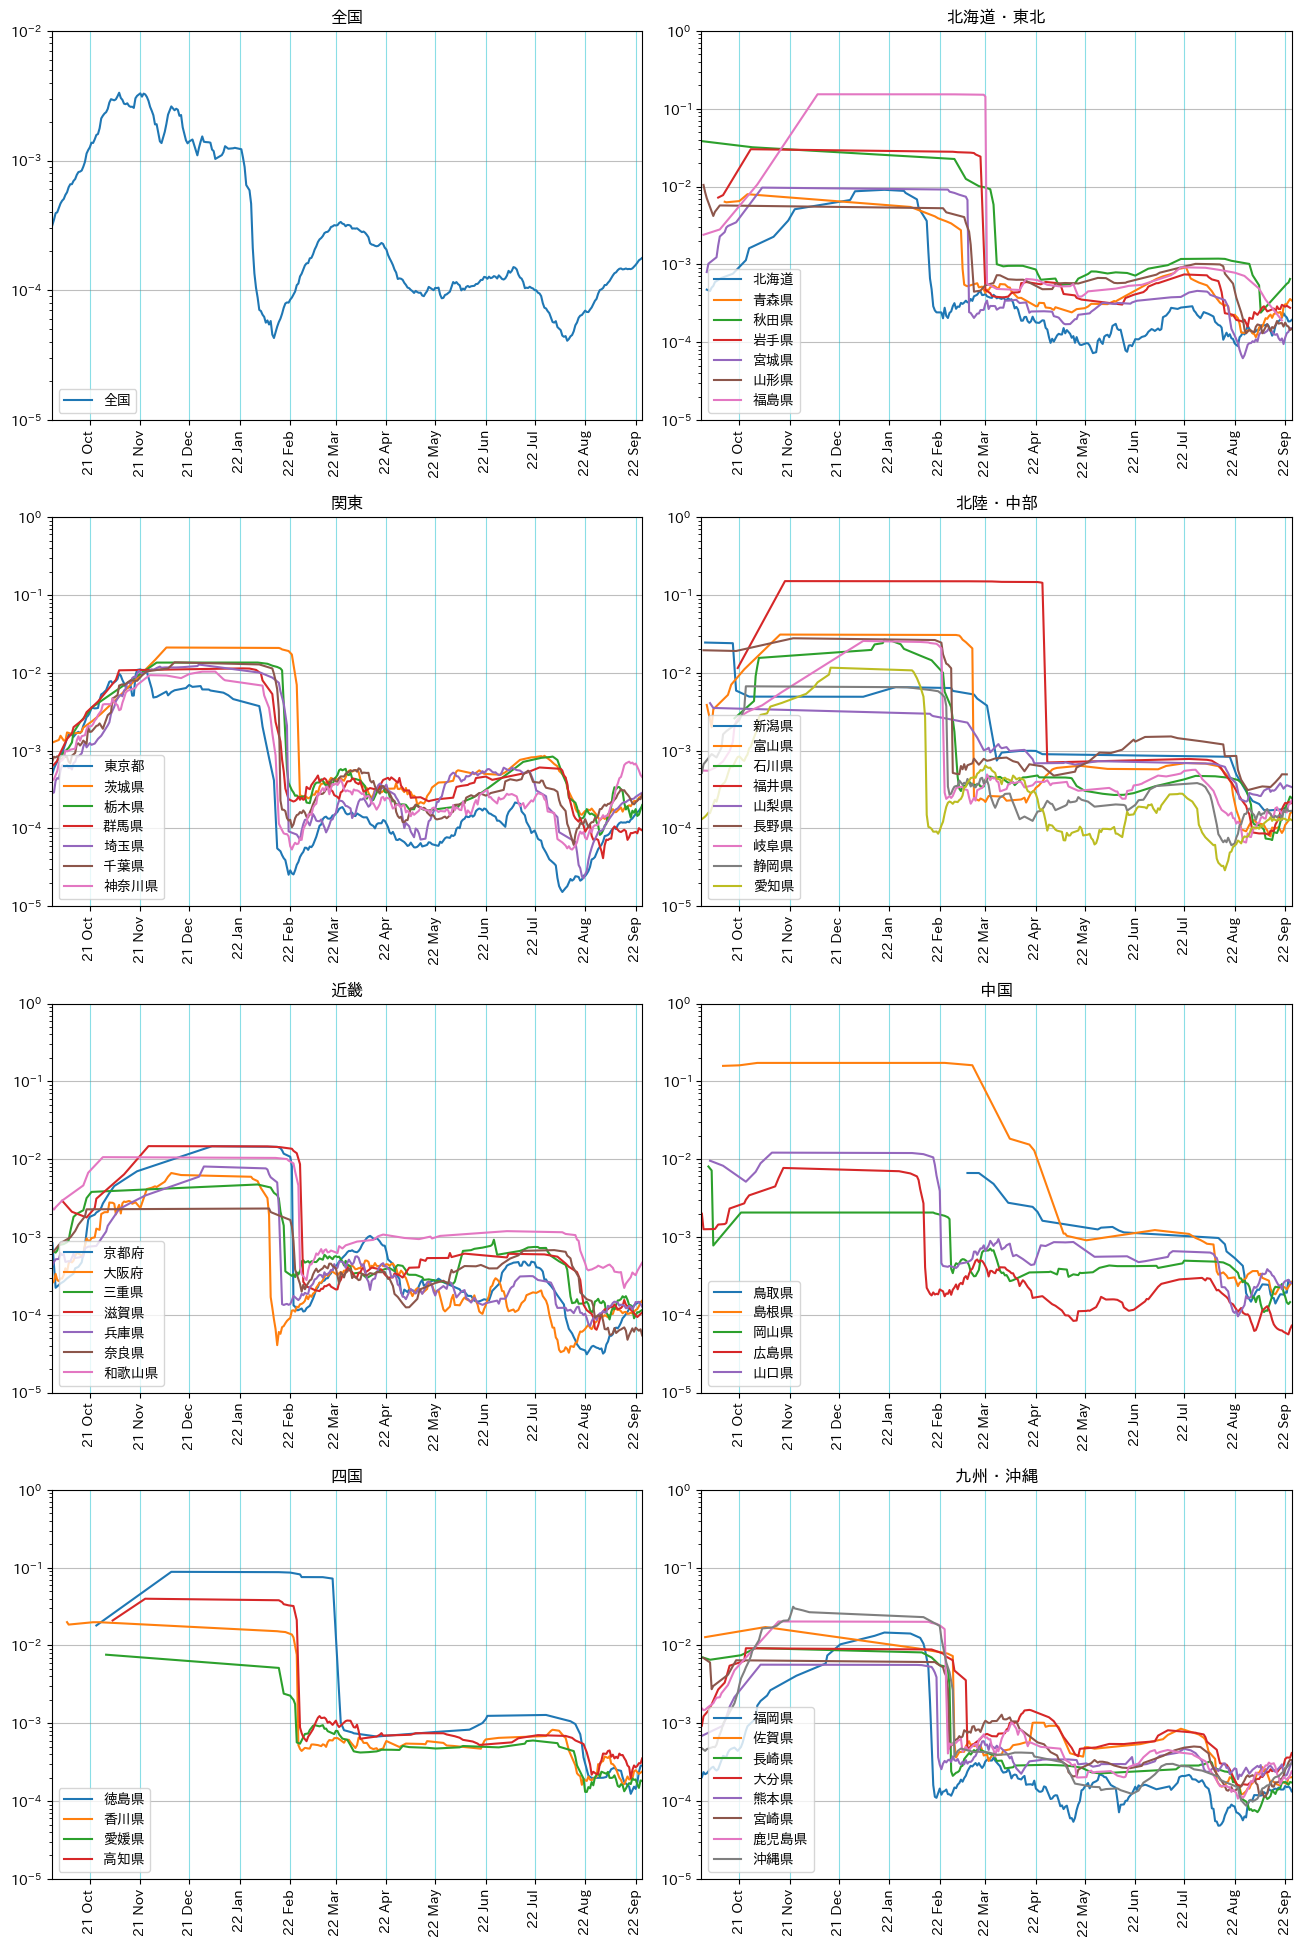 全国
10⁻²
10⁻³
10⁻⁴
10⁻⁵
全国
21 Oct
21 Nov
21 Dec
22 Jan
22 Feb
22 Mar
22 Apr
22 May
22 Jun
22 Jul
22 Aug
22 Sep
北海道・東北
10⁰
10⁻¹
10⁻²
10⁻³
10⁻⁴
10⁻⁵
北海道
青森県
秋田県
岩手県
宮城県
山形県
福島県
21 Oct
21 Nov
21 Dec
22 Jan
22 Feb
22 Mar
22 Apr
22 May
22 Jun
22 Jul
22 Aug
22 Sep
関東
10⁰
10⁻¹
10⁻²
10⁻³
10⁻⁴
10⁻⁵
東京都
茨城県
栃木県
群馬県
埼玉県
千葉県
神奈川県
21 Oct
21 Nov
21 Dec
22 Jan
22 Feb
22 Mar
22 Apr
22 May
22 Jun
22 Jul
22 Aug
22 Sep
北陸・中部
10⁰
10⁻¹
10⁻²
10⁻³
10⁻⁴
10⁻⁵
新潟県
富山県
石川県
福井県
山梨県
長野県
岐阜県
静岡県
愛知県
21 Oct
21 Nov
21 Dec
22 Jan
22 Feb
22 Mar
22 Apr
22 May
22 Jun
22 Jul
22 Aug
22 Sep
近畿
10⁰
10⁻¹
10⁻²
10⁻³
10⁻⁴
10⁻⁵
京都府
大阪府
三重県
滋賀県
兵庫県
奈良県
和歌山県
21 Oct
21 Nov
21 Dec
22 Jan
22 Feb
22 Mar
22 Apr
22 May
22 Jun
22 Jul
22 Aug
22 Sep
中国
10⁰
10⁻¹
10⁻²
10⁻³
10⁻⁴
10⁻⁵
鳥取県
島根県
岡山県
広島県
山口県
21 Oct
21 Nov
21 Dec
22 Jan
22 Feb
22 Mar
22 Apr
22 May
22 Jun
22 Jul
22 Aug
22 Sep
四国
10⁰
10⁻¹
10⁻²
10⁻³
10⁻⁴
10⁻⁵
徳島県
香川県
愛媛県
高知県
21 Oct
21 Nov
21 Dec
22 Jan
22 Feb
22 Mar
22 Apr
22 May
22 Jun
22 Jul
22 Aug
22 Sep
九州・沖縄
10⁰
10⁻¹
10⁻²
10⁻³
10⁻⁴
10⁻⁵
福岡県
佐賀県
長崎県
大分県
熊本県
宮崎県
鹿児島県
沖縄県
21 Oct
21 Nov
21 Dec
22 Jan
22 Feb
22 Mar
22 Apr
22 May
22 Jun
22 Jul
22 Aug
22 Sep